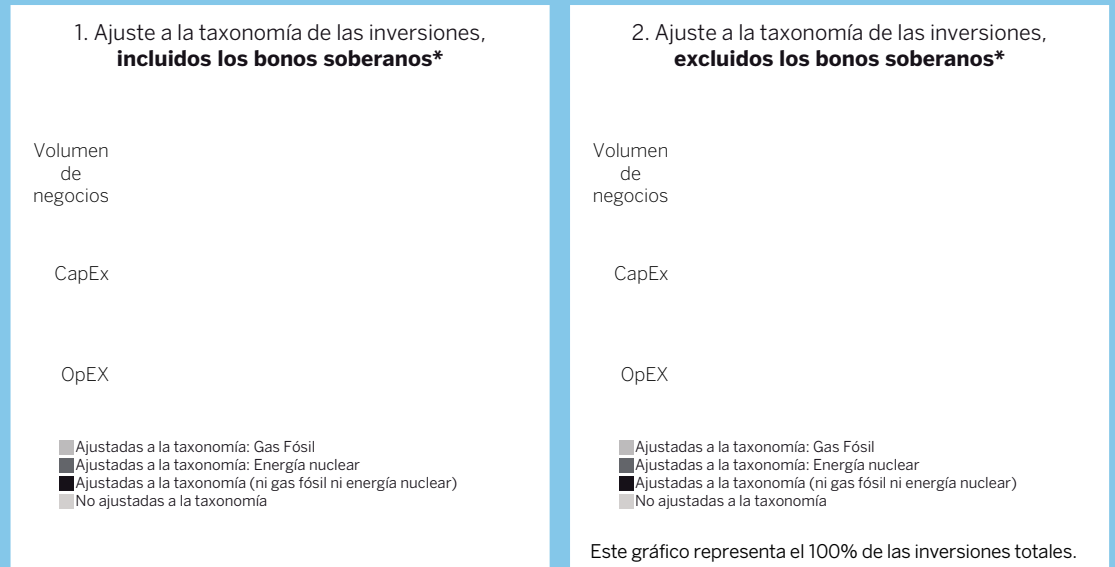 1. Ajuste a la taxonomía de las inversiones,
incluidos los bonos soberanos*
Volumen
de
negocios
CapEx
OpEX
Ajustadas a la taxonomía: Gas Fósil
Ajustadas a la taxonomía: Energía nuclear
Ajustadas a la taxonomía (ni gas fósil ni energía nuclear)
No ajustadas a la taxonomía
2. Ajuste a la taxonomía de las inversiones,
excluidos los bonos soberanos*
Volumen
de
negocios
CapEx
OpEX
Ajustadas a la taxonomía: Gas Fósil
Ajustadas a la taxonomía: Energía nuclear
Ajustadas a la taxonomía (ni gas fósil ni energía nuclear)
No ajustadas a la taxonomía
Este gráfico representa el 100% de las inversiones totales.